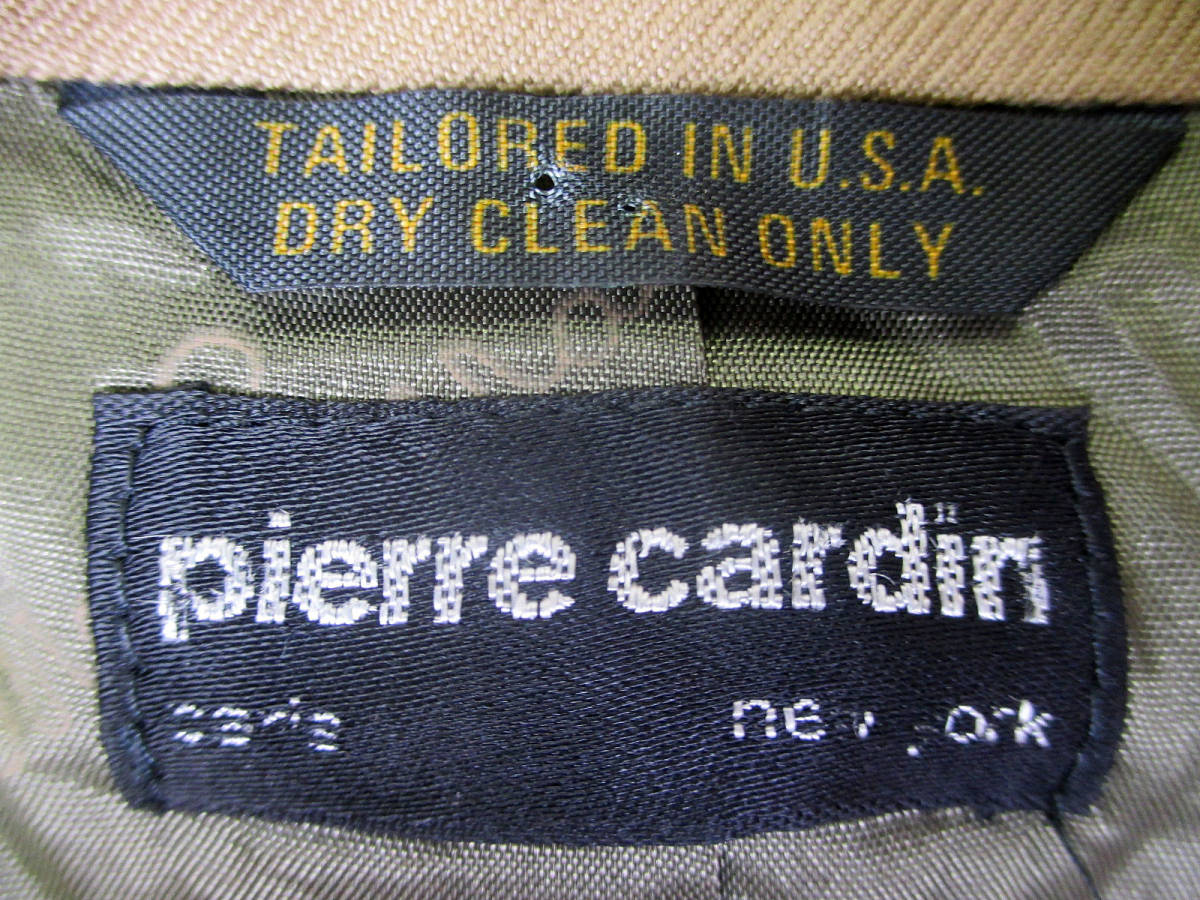 TAILORED IN U.S.A.
DRY CLEAN ONLY
pierre cardin
paris new york